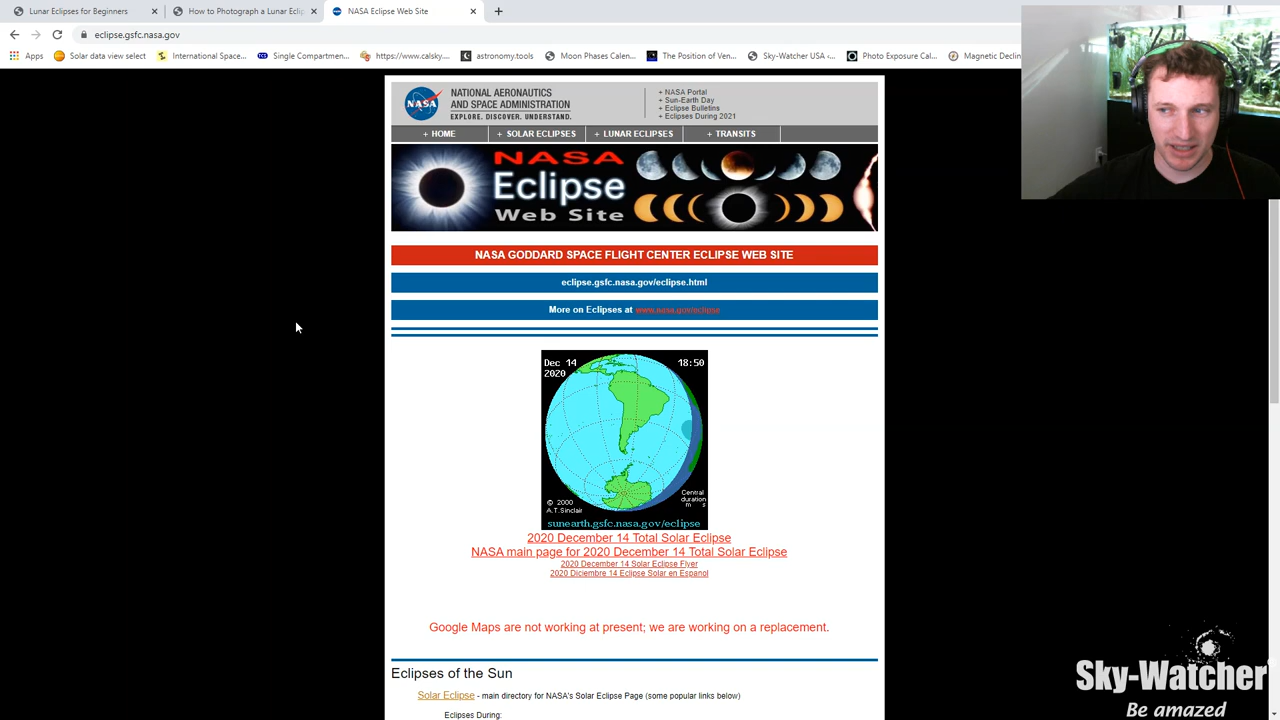 Lunar Eclipses for Beginners
How to Photograph a Lunar Eclip
NASA Eclipse Web Site
eclipse.gsfc.nasa.gov
Apps
Solar data view select
International Space...
Single Compartmen...
https://www.calsky....
astronomy.tools
Moon Phases Calen...
The Position of Ven...
Sky-Watcher USA ‹...
Photo Exposure Cal...
Magnetic Declin
NASA
NATIONAL AERONAUTICS
AND SPACE ADMINISTRATION
EXPLORE. DISCOVER. UNDERSTAND.
+ NASA Portal
+ Sun-Earth Day
+ Eclipse Bulletins
+ Eclipses During 2021
+ HOME
+ SOLAR ECLIPSES
+ LUNAR ECLIPSES
+ TRANSITS
NASA
Eclipse
Web Site
NASA GODDARD SPACE FLIGHT CENTER ECLIPSE WEB SITE
eclipse.gsfc.nasa.gov/eclipse.html
More on Eclipses at www.nasa.gov/eclipse
Dec 14
2020
18:50
© 2000
A.T.Sinclair
Central
duration
m s
sunearth.gsfc.nasa.gov/eclipse
2020 December 14 Total Solar Eclipse
NASA main page for 2020 December 14 Total Solar Eclipse
2020 December 14 Solar Eclipse Flyer
2020 Diciembre 14 Eclipse Solar en Espanol
Google Maps are not working at present; we are working on a replacement.
Eclipses of the Sun
Solar Eclipse - main directory for NASA's Solar Eclipse Page (some popular links below)
Eclipses During:
Sky-Watcher
Be amazed